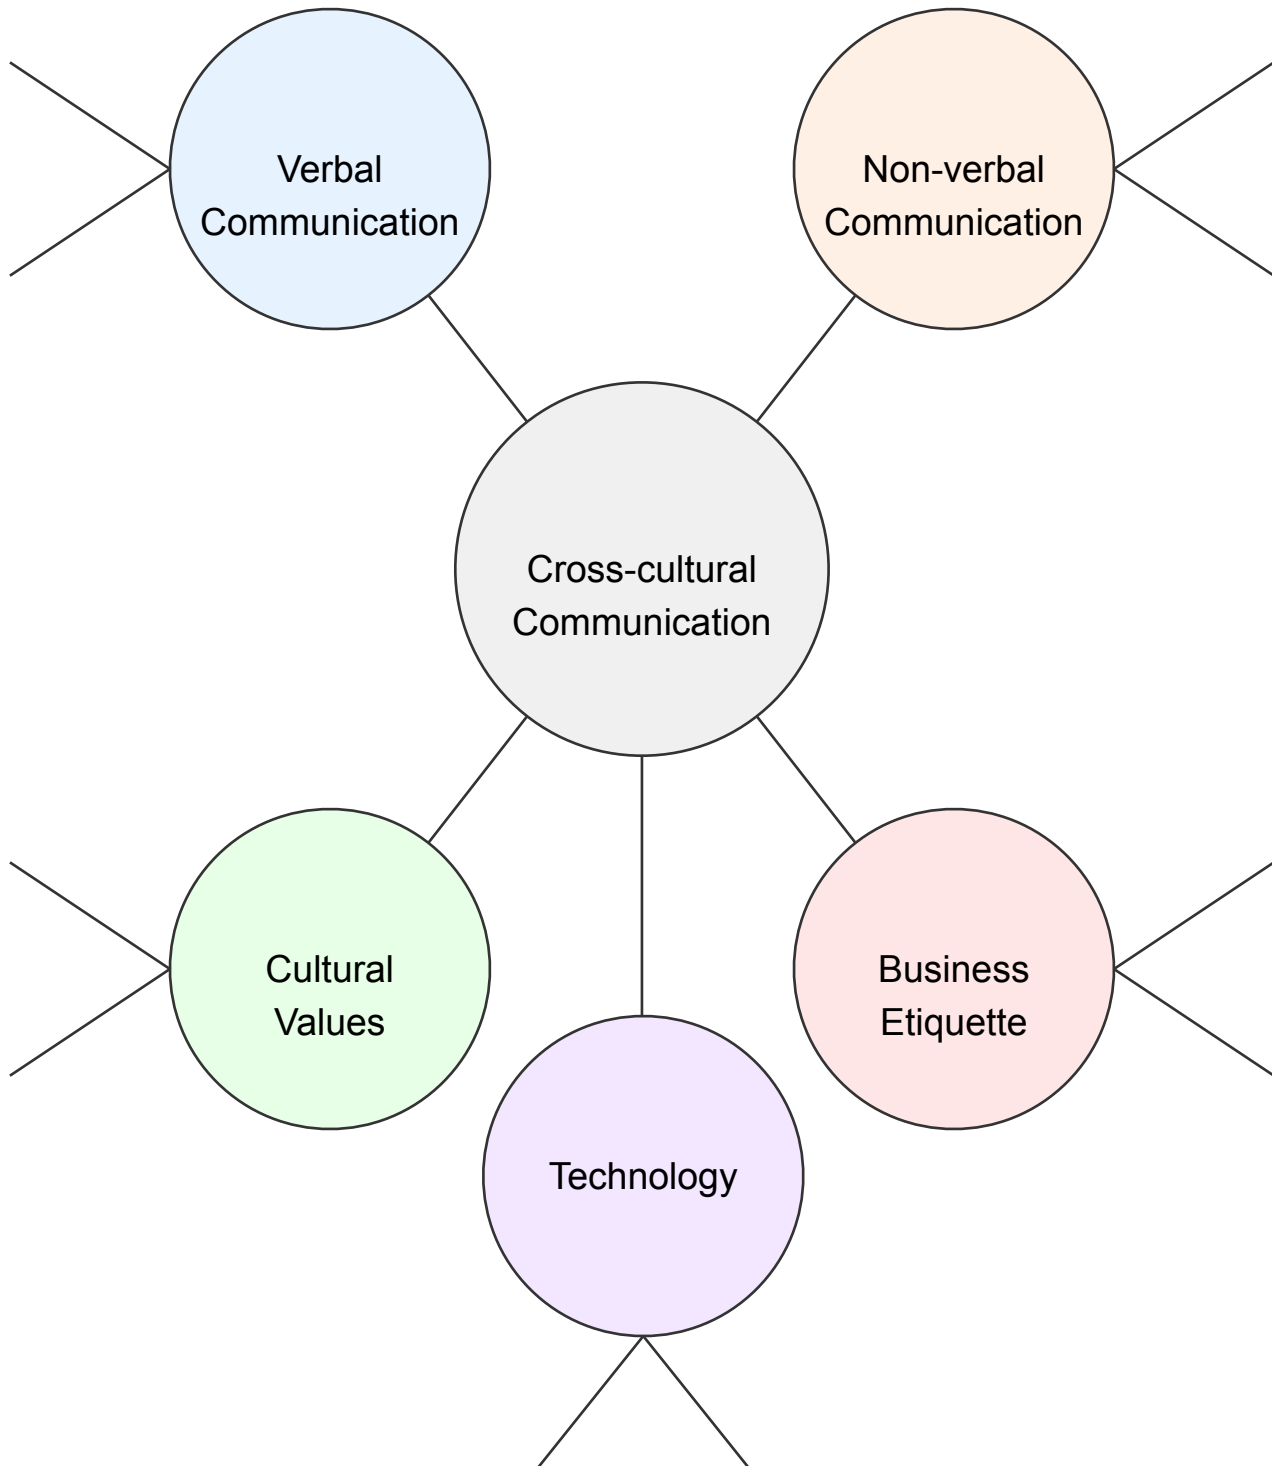 Verbal
Communication
Non-verbal
Communication
Cross-cultural
Communication
Cultural
Values
Business
Etiquette
Technology